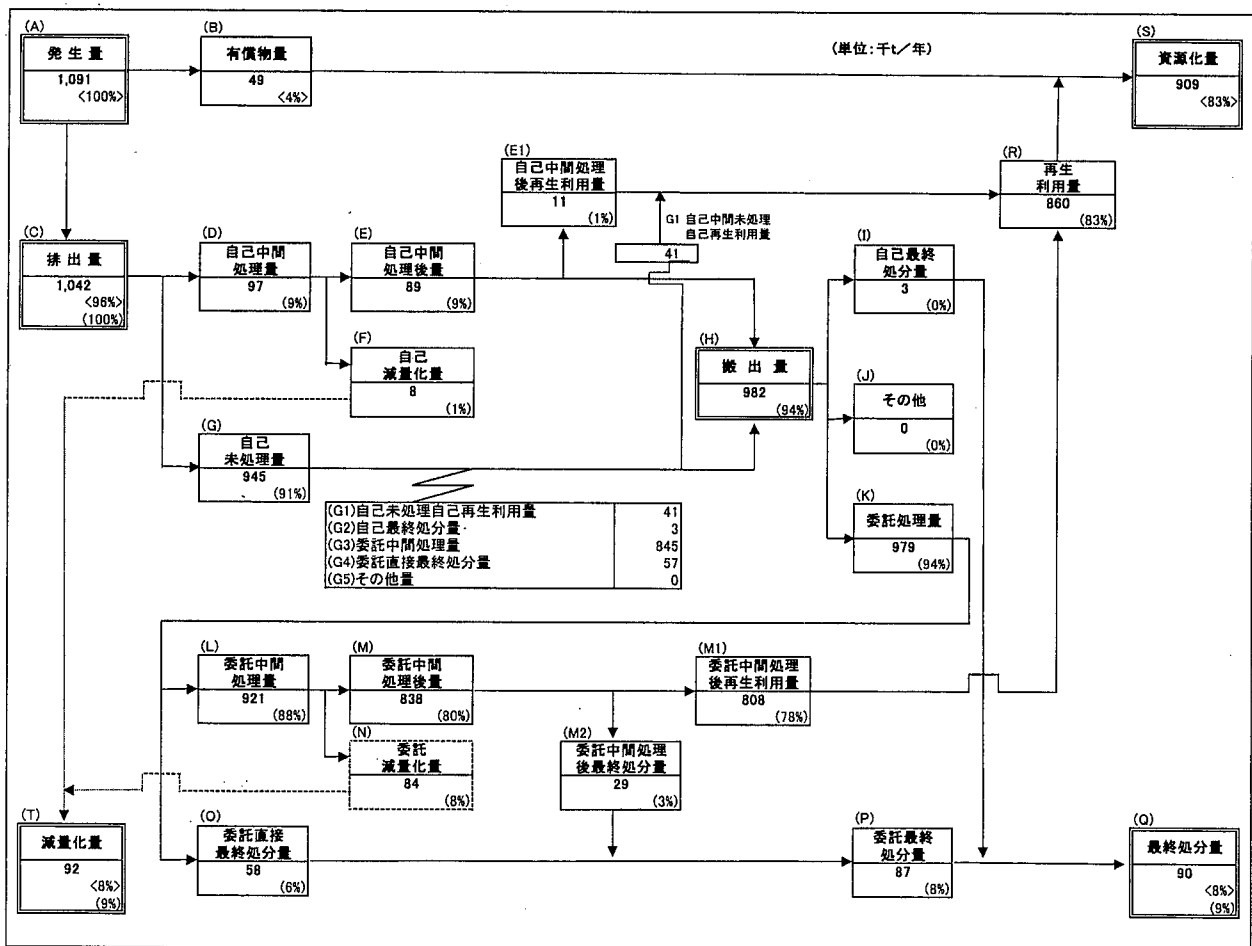 (A)
発生量
1,091
<100%>
(B)
有償物量
49
<4%>
(単位:千t/年)
(S)
資源化量
909
<83%>
(E1)
自己中間処理
後再生利用量
11
(1%)
G1 自己中間未処理
自己再生利用量
41
(R)
再生
利用量
860
(83%)
(C)
排出量
1,042
<96%>
(100%)
(D)
自己中間
処理量
97
(9%)
(E)
自己中間
処理後量
89
(9%)
(F)
自己
減量化量
8
(1%)
(G)
自己
未処理量
945
(91%)
(H)
搬出量
982
(94%)
(I)
自己最終
処分量
3
(0%)
(J)
その他
0
(0%)
(K)
委託処理量
979
(94%)
(G1)自己未処理自己再生利用量 41
(G2)自己最終処分量 3
(G3)委託中間処理量 845
(G4)委託直接最終処分量 57
(G5)その他量 0
(L)
委託中間
処理量
921
(88%)
(M)
委託中間
処理後量
838
(80%)
(M1)
委託中間処理
後再生利用量
808
(78%)
(N)
委託
減量化量
84
(8%)
(M2)
委託中間処理
後最終処分量
29
(3%)
(T)
減量化量
92
<8%>
(9%)
(O)
委託直接
最終処分量
58
(6%)
(P)
委託最終
処分量
87
(8%)
(Q)
最終処分量
90
<8%>
(9%)